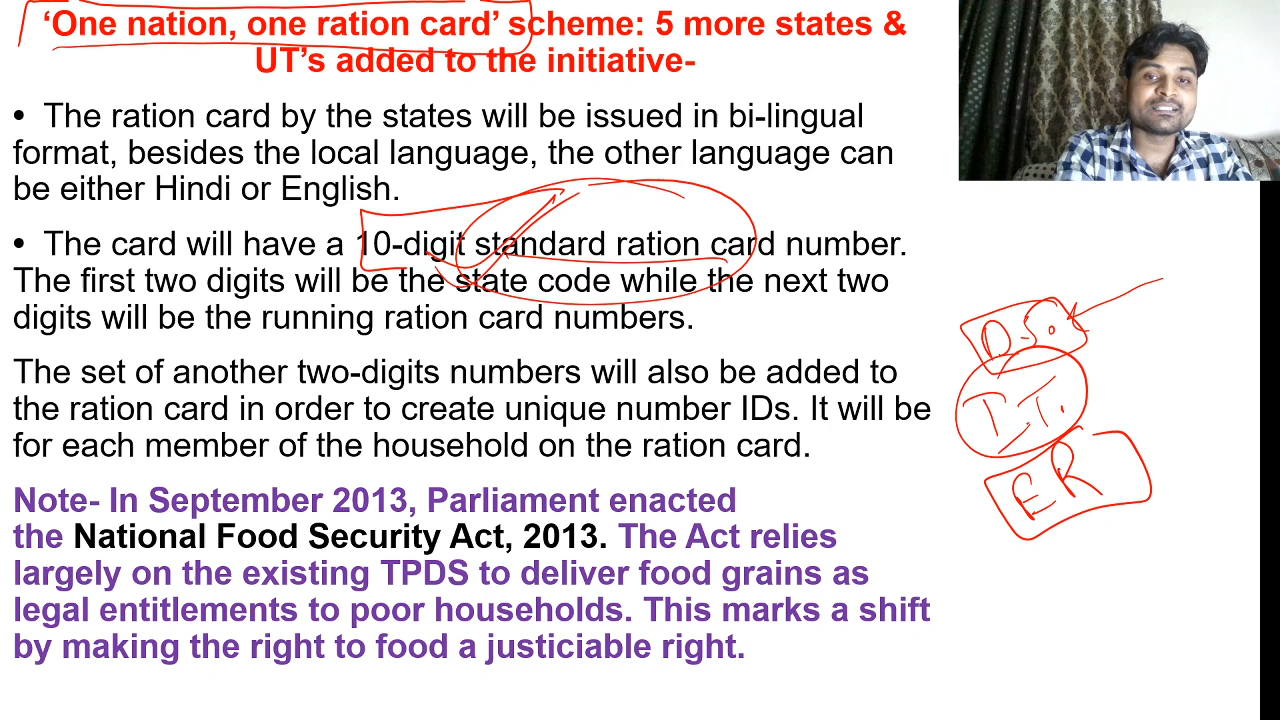 ‘One nation, one ration card’ scheme: 5 more states &
UT’s added to the initiative-
• The ration card by the states will be issued in bi-lingual
format, besides the local language, the other language can
be either Hindi or English.
• The card will have a 10-digit standard ration card number.
The first two digits will be the state code while the next two
digits will be the running ration card numbers.
The set of another two-digits numbers will also be added to
the ration card in order to create unique number IDs. It will be
for each member of the household on the ration card.
Note- In September 2013, Parliament enacted
the National Food Security Act, 2013. The Act relies
largely on the existing TPDS to deliver food grains as
legal entitlements to poor households. This marks a shift
by making the right to food a justiciable right.
D.S.
I.T.
ER